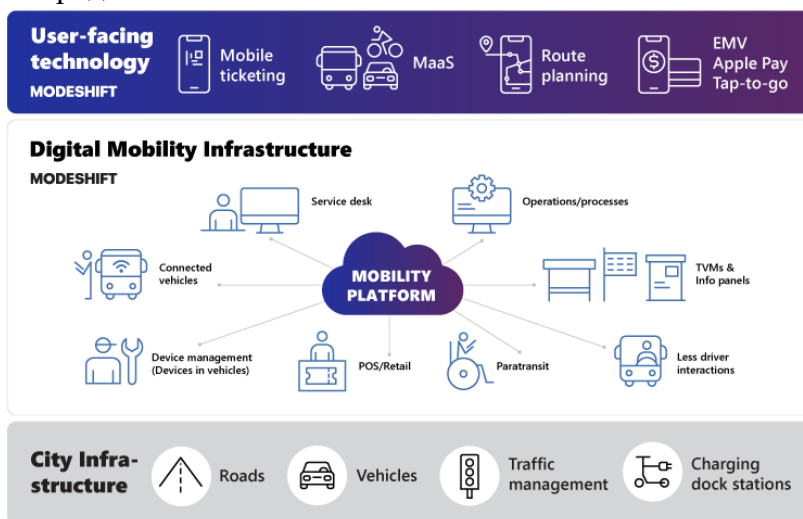 User-facing
technology
MODESHIFT
Mobile
ticketing
MaaS
Route
planning
EMV
Apple Pay
Tap-to-go
Digital Mobility Infrastructure
MODESHIFT
Service desk
Operations/processes
Connected
vehicles
MOBILITY
PLATFORM
TVMs &
Info panels
Device management
(Devices in vehicles)
POS/Retail
Paratransit
Less driver
interactions
City Infra-
structure
Roads
Vehicles
Traffic
management
Charging
dock stations